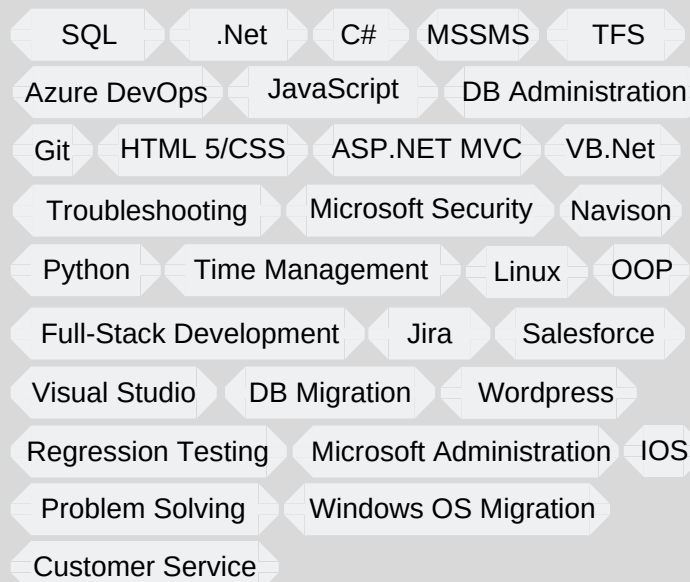 SQL .Net C# MSSMS TFS
Azure DevOps JavaScript DB Administration
Git HTML 5/CSS ASP.NET MVC VB.Net
Troubleshooting Microsoft Security Navison
Python Time Management Linux OOP
Full-Stack Development Jira Salesforce
Visual Studio DB Migration Wordpress
Regression Testing Microsoft Administration IOS
Problem Solving Windows OS Migration
Customer Service